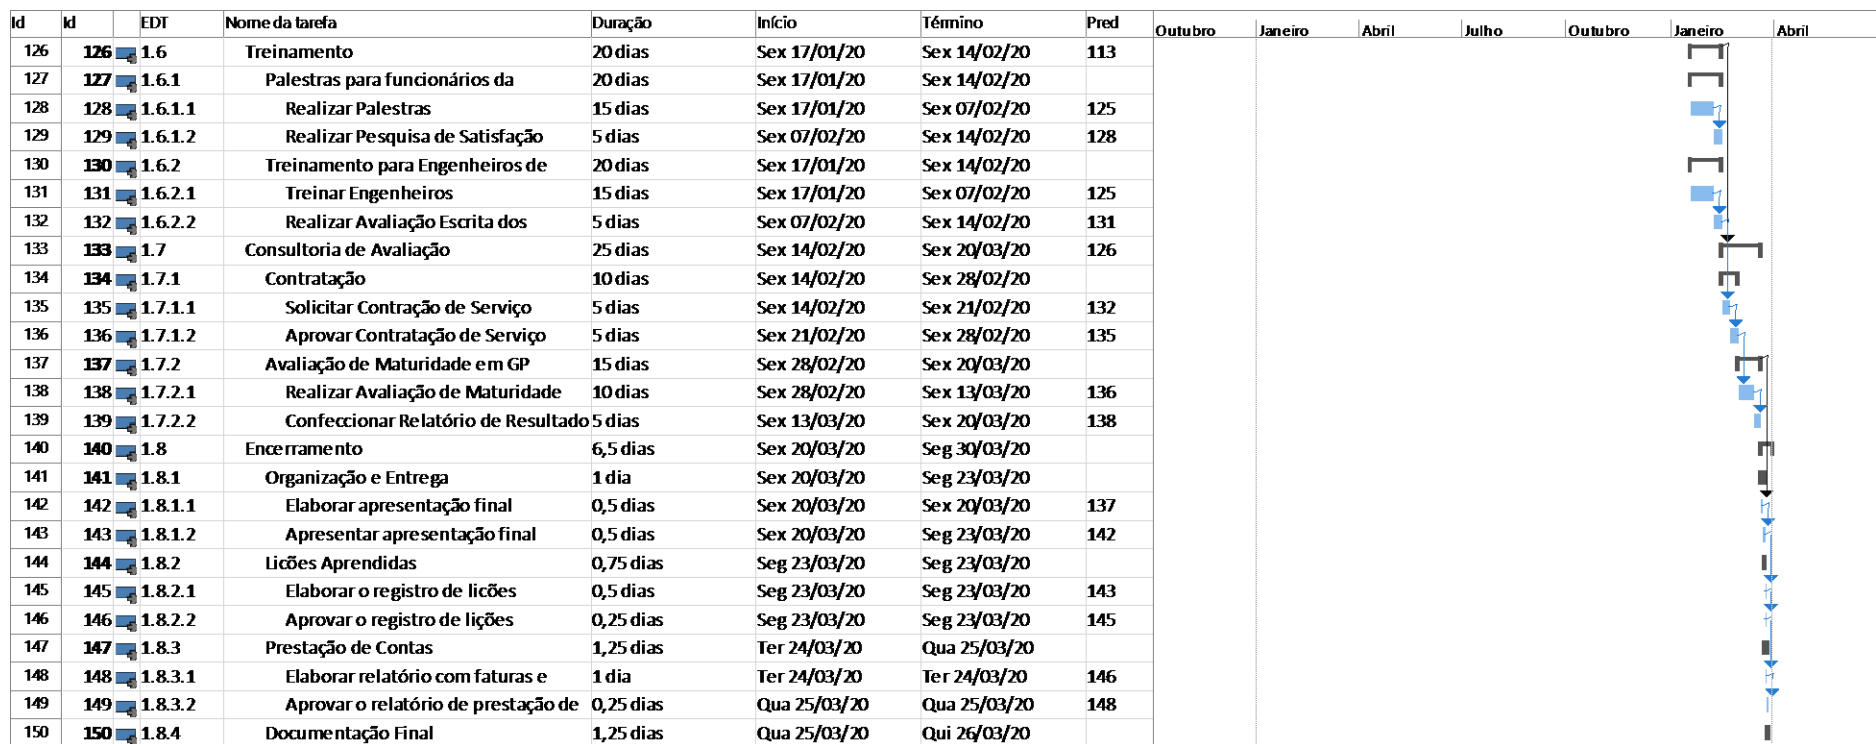 Id Id EDT Nome da tarefa Duração Início Término Pred Outubro Janeiro Abril Julho Outubro Janeiro Abril
126 126 1.6 Treinamento 20 dias Sex 17/01/20 Sex 14/02/20 113
127 127 1.6.1 Palestras para funcionários da 20 dias Sex 17/01/20 Sex 14/02/20
128 128 1.6.1.1 Realizar Palestras 15 dias Sex 17/01/20 Sex 07/02/20 125
129 129 1.6.1.2 Realizar Pesquisa de Satisfação 5 dias Sex 07/02/20 Sex 14/02/20 128
130 130 1.6.2 Treinamento para Engenheiros de 20 dias Sex 17/01/20 Sex 14/02/20
131 131 1.6.2.1 Treinar Engenheiros 15 dias Sex 17/01/20 Sex 07/02/20 125
132 132 1.6.2.2 Realizar Avaliação Escrita dos 5 dias Sex 07/02/20 Sex 14/02/20 131
133 133 1.7 Consultoria de Avaliação 25 dias Sex 14/02/20 Sex 20/03/20 126
134 134 1.7.1 Contratação 10 dias Sex 14/02/20 Sex 28/02/20
135 135 1.7.1.1 Solicitar Contração de Serviço 5 dias Sex 14/02/20 Sex 21/02/20 132
136 136 1.7.1.2 Aprovar Contratação de Serviço 5 dias Sex 21/02/20 Sex 28/02/20 135
137 137 1.7.2 Avaliação de Maturidade em GP 15 dias Sex 28/02/20 Sex 20/03/20
138 138 1.7.2.1 Realizar Avaliação de Maturidade 10 dias Sex 28/02/20 Sex 13/03/20 136
139 139 1.7.2.2 Confeccionar Relatório de Resultado 5 dias Sex 13/03/20 Sex 20/03/20 138
140 140 1.8 Encerramento 6,5 dias Sex 20/03/20 Seg 30/03/20
141 141 1.8.1 Organização e Entrega 1 dia Sex 20/03/20 Seg 23/03/20
142 142 1.8.1.1 Elaborar apresentação final 0,5 dias Sex 20/03/20 Sex 20/03/20 137
143 143 1.8.1.2 Apresentar apresentação final 0,5 dias Sex 20/03/20 Seg 23/03/20 142
144 144 1.8.2 Licões Aprendidas 0,75 dias Seg 23/03/20 Seg 23/03/20
145 145 1.8.2.1 Elaborar o registro de licões 0,5 dias Seg 23/03/20 Seg 23/03/20 143
146 146 1.8.2.2 Aprovar o registro de lições 0,25 dias Seg 23/03/20 Seg 23/03/20 145
147 147 1.8.3 Prestação de Contas 1,25 dias Ter 24/03/20 Qua 25/03/20
148 148 1.8.3.1 Elaborar relatório com faturas e 1 dia Ter 24/03/20 Ter 24/03/20 146
149 149 1.8.3.2 Aprovar o relatório de prestação de 0,25 dias Qua 25/03/20 Qua 25/03/20 148
150 150 1.8.4 Documentação Final 1,25 dias Qua 25/03/20 Qui 26/03/20